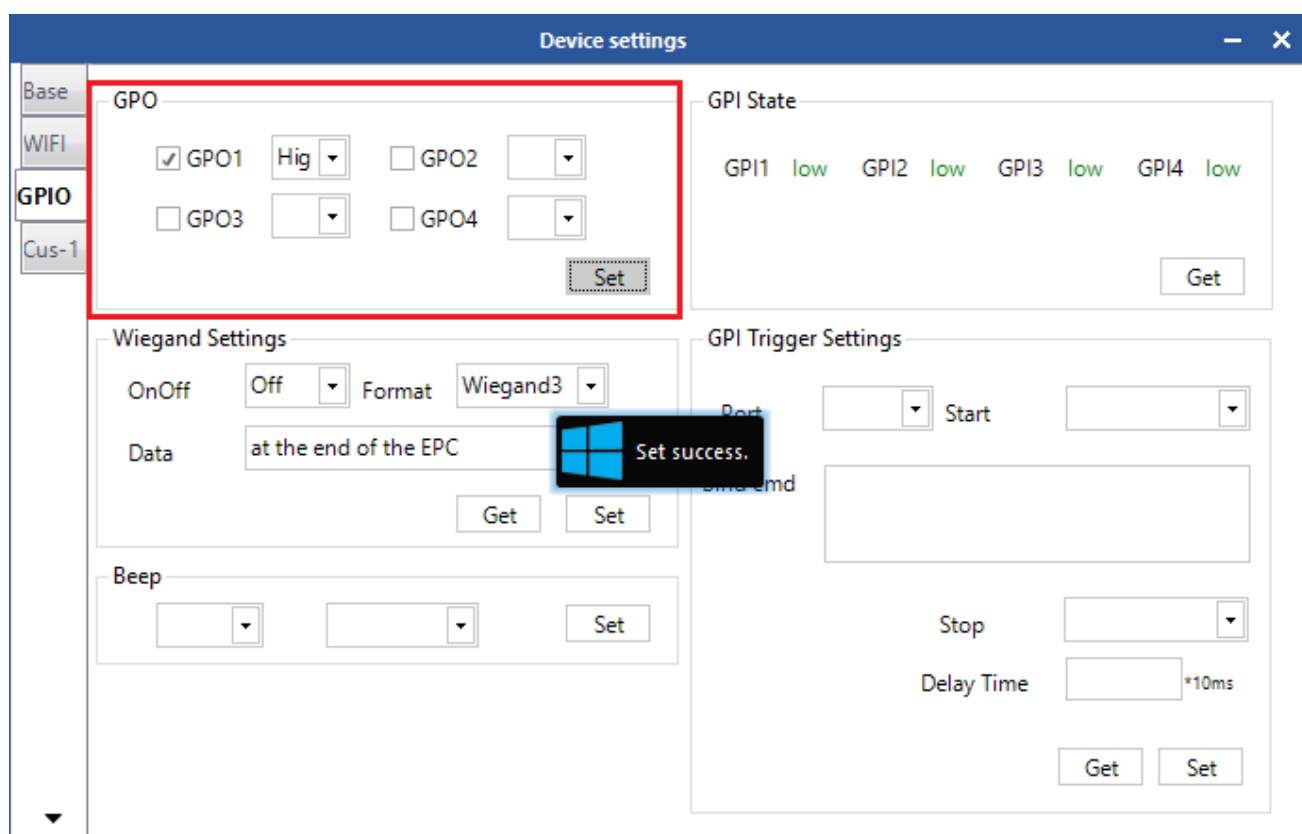 Device settings
Base
WIFI
GPIO
Cus-1
GPO
GPO1 Hig GPO2
GPO3 GPO4
Set
GPI State
GPI1 low GPI2 low GPI3 low GPI4 low
Get
Wiegand Settings
OnOff Off Format Wiegand3
Data at the end of the EPC
Get Set
Set success.
Beep
Set
GPI Trigger Settings
Port Start
cmd
Stop
Delay Time *10ms
Get Set